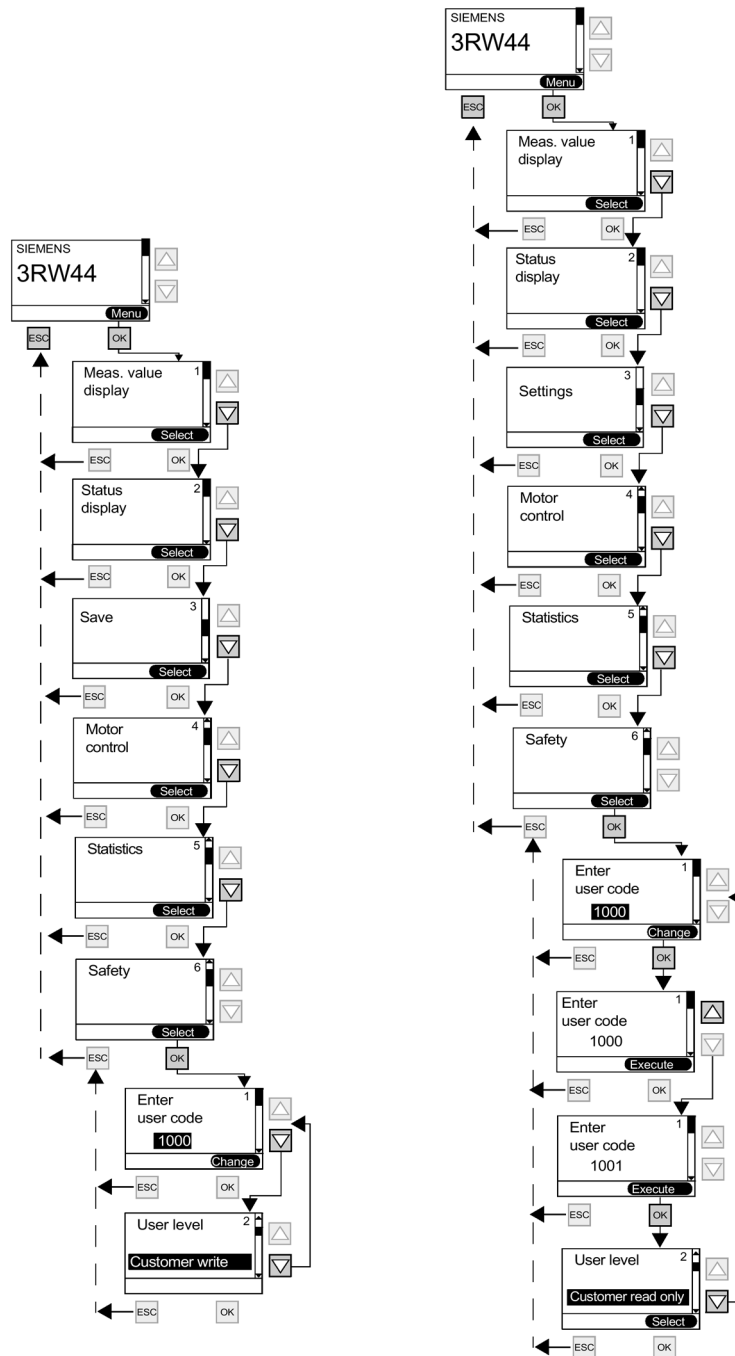 SIEMENS
3RW44
Menu
ESC
OK
Meas. value
display
1
Select
ESC
OK
Status
display
2
Select
ESC
OK
Save
3
Select
ESC
OK
Motor
control
4
Select
ESC
OK
Statistics
5
Select
ESC
OK
Safety
6
Select
ESC
OK
Enter
user code
1
1000
Change
ESC
OK
User level
2
Customer write
ESC
OK
SIEMENS
3RW44
Menu
ESC
OK
Meas. value
display
1
Select
ESC
OK
Status
display
2
Select
ESC
OK
Settings
3
Select
ESC
OK
Motor
control
4
Select
ESC
OK
Statistics
5
Select
ESC
OK
Safety
6
Select
ESC
OK
Enter
user code
1
1000
Change
ESC
OK
Enter
user code
1
1000
Execute
ESC
OK
Enter
user code
1
1001
Execute
ESC
OK
User level
2
Customer read only
Select
ESC
OK